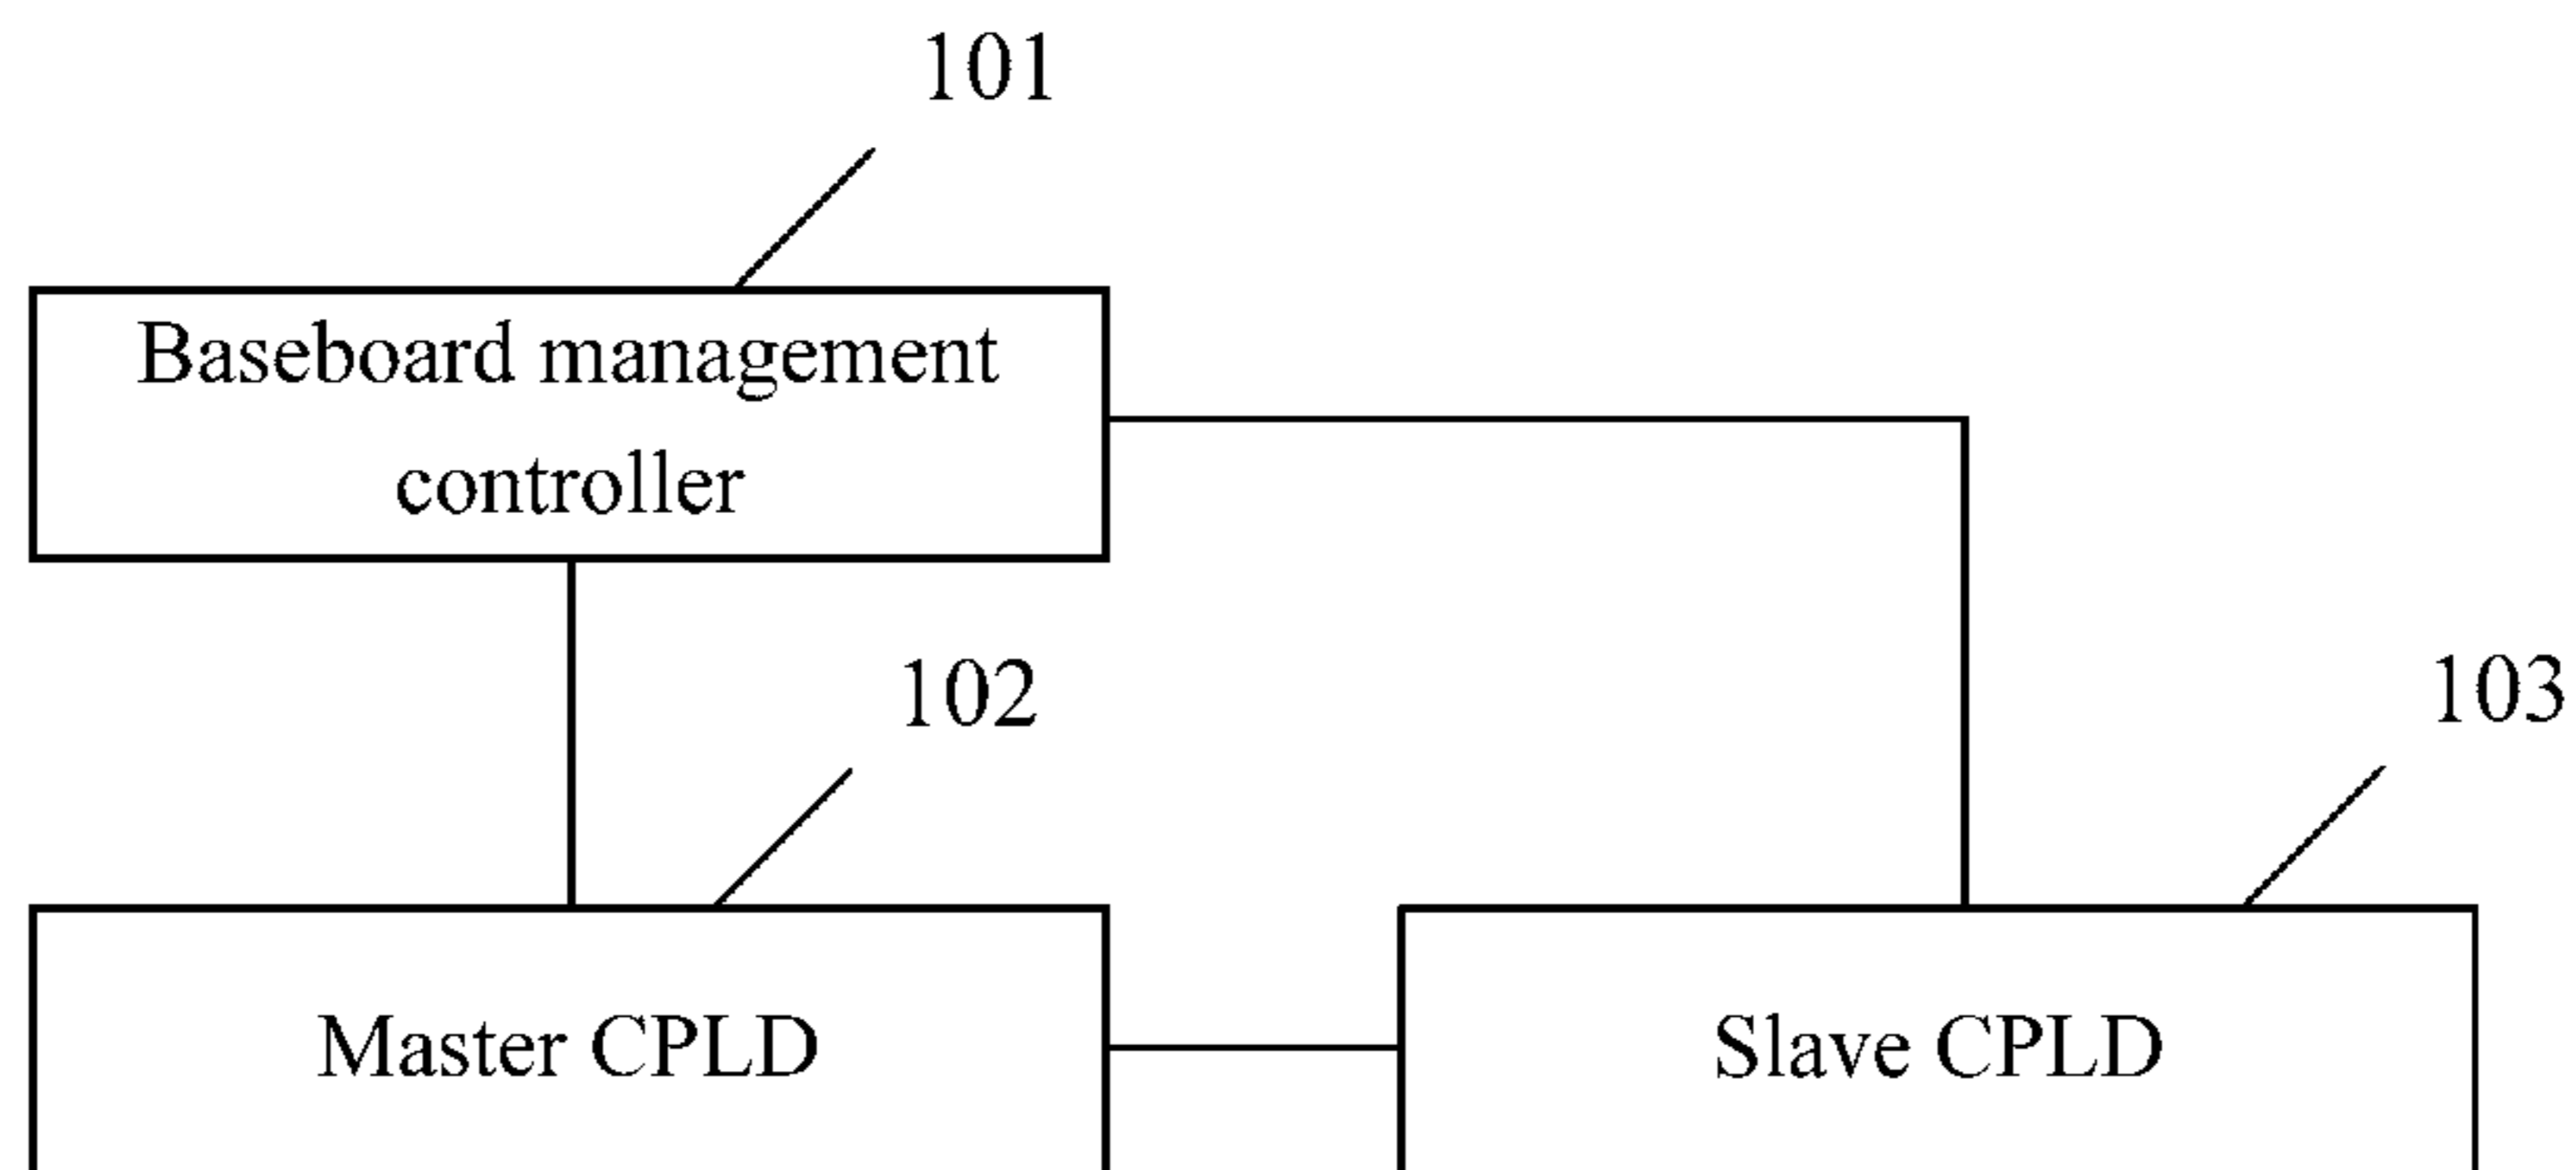 101
Baseboard management
controller
102
103
Master CPLD
Slave CPLD